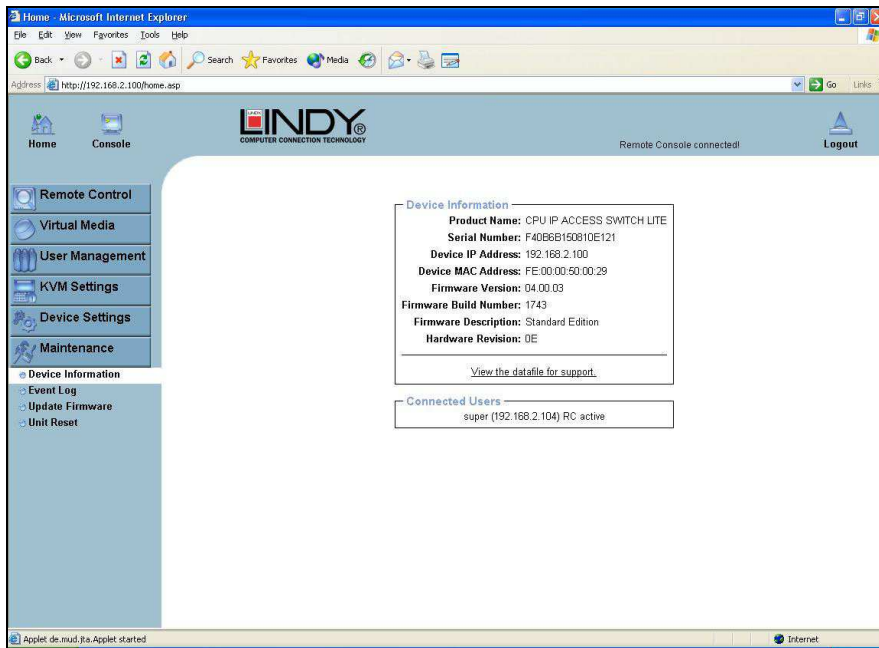 Home - Microsoft Internet Explorer
File Edit View Favorites Tools Help
Back Search Favorites Media
Address http://192.168.2.100/home.asp Go Links
Home Console
LINDY®
COMPUTER CONNECTION TECHNOLOGY
Remote Console connected!
Logout
Remote Control
Virtual Media
User Management
KVM Settings
Device Settings
Maintenance
Device Information
Event Log
Update Firmware
Unit Reset
Device Information
Product Name: CPU IP ACCESS SWITCH LITE
Serial Number: F40B6B150810E121
Device IP Address: 192.168.2.100
Device MAC Address: FE:00:00:50:00:29
Firmware Version: 04.00.03
Firmware Build Number: 1743
Firmware Description: Standard Edition
Hardware Revision: 0E
View the datafile for support.
Connected Users
super (192.168.2.104) RC active
Applet de.mud.jta.Applet started
Internet